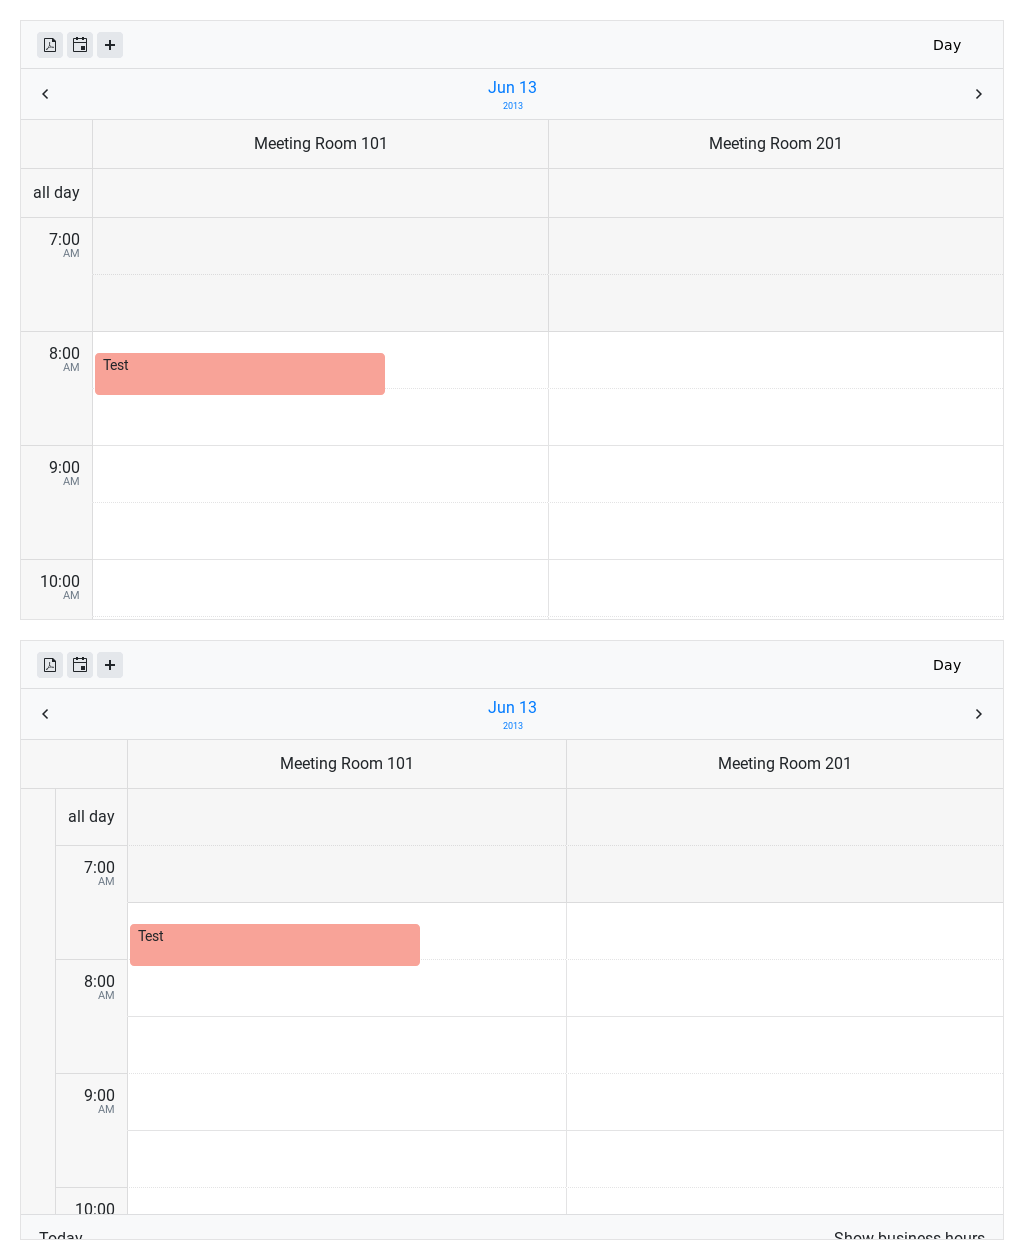 Day
Jun 13
2013
Meeting Room 101 Meeting Room 201
all day
7:00
AM
8:00
AM
Test
9:00
AM
10:00
AM
Day
Jun 13
2013
Meeting Room 101 Meeting Room 201
all day
7:00
AM
Test
8:00
AM
9:00
AM
10:00
Today Show business hours